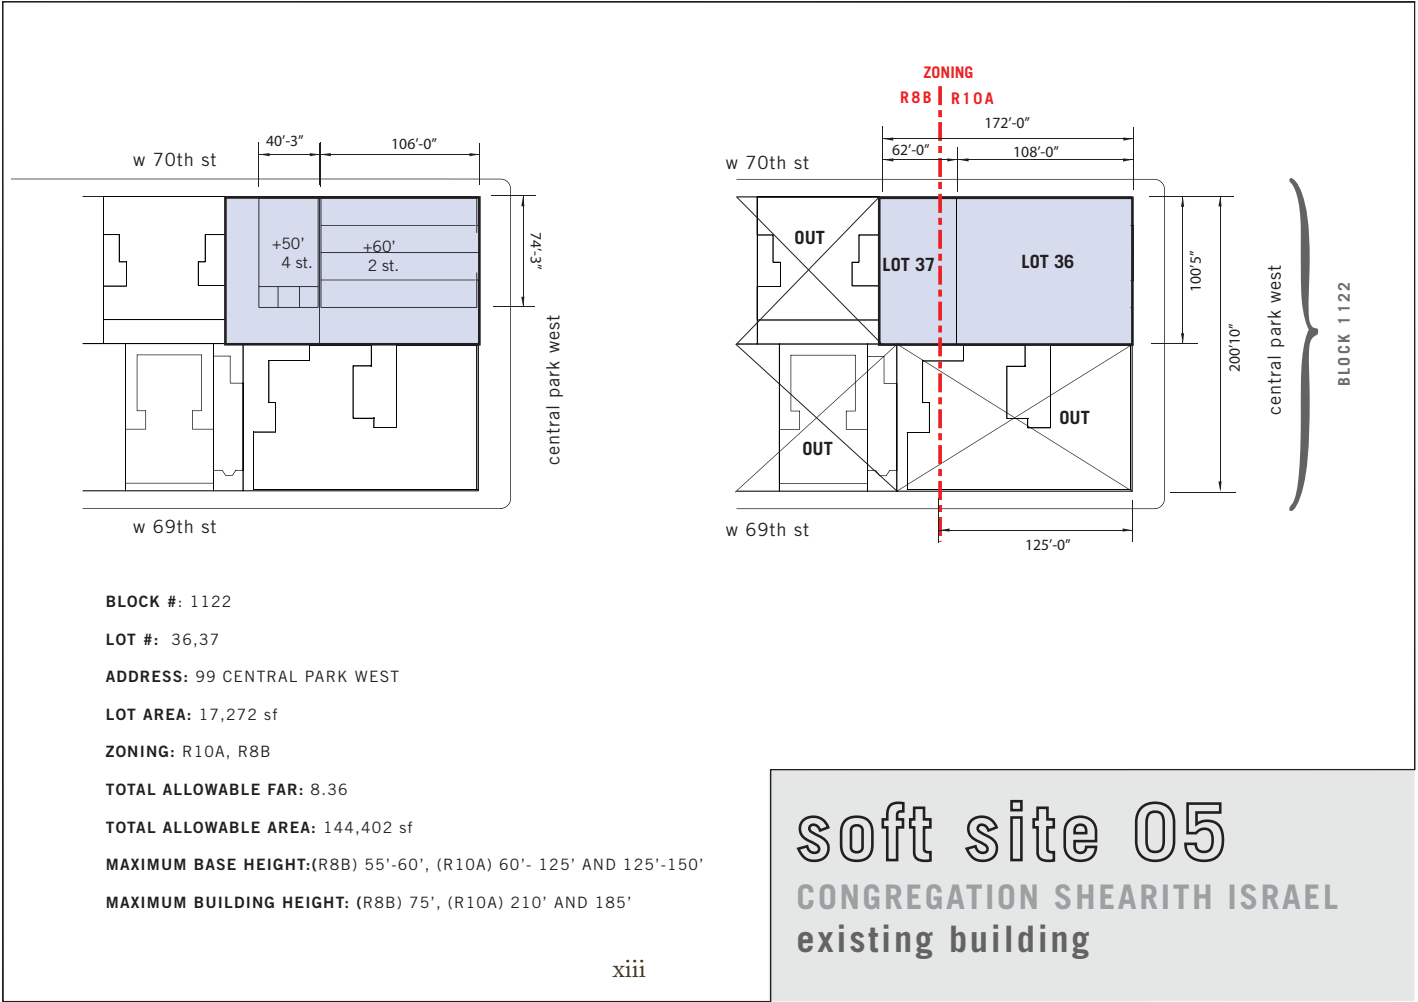 ZONING
R8B R10A
172'-0"
62'-0" 108'-0"
40'-3" 106'-0"
w 70th st
w 70th st
+50'
4 st.
+60'
2 st.
74'-3"
central park west
OUT
LOT 37
LOT 36
100'5"
200'10"
central park west
BLOCK 1122
OUT
OUT
w 69th st
w 69th st
125'-0"
BLOCK #: 1122
LOT #: 36,37
ADDRESS: 99 CENTRAL PARK WEST
LOT AREA: 17,272 sf
ZONING: R10A, R8B
TOTAL ALLOWABLE FAR: 8.36
TOTAL ALLOWABLE AREA: 144,402 sf
MAXIMUM BASE HEIGHT:(R8B) 55'-60', (R10A) 60'- 125' AND 125'-150'
MAXIMUM BUILDING HEIGHT: (R8B) 75', (R10A) 210' AND 185'
soft site 05
CONGREGATION SHEARITH ISRAEL
existing building
xiii